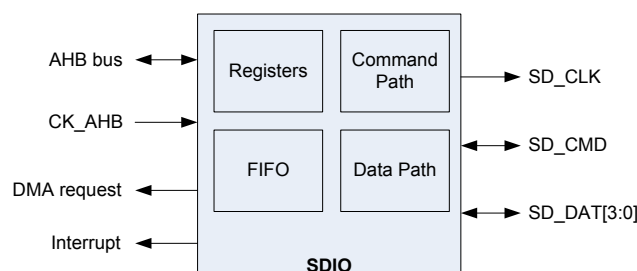 AHB bus
CK_AHB
DMA request
Interrupt
Registers
Command
Path
FIFO
Data Path
SDIO
SD_CLK
SD_CMD
SD_DAT[3:0]